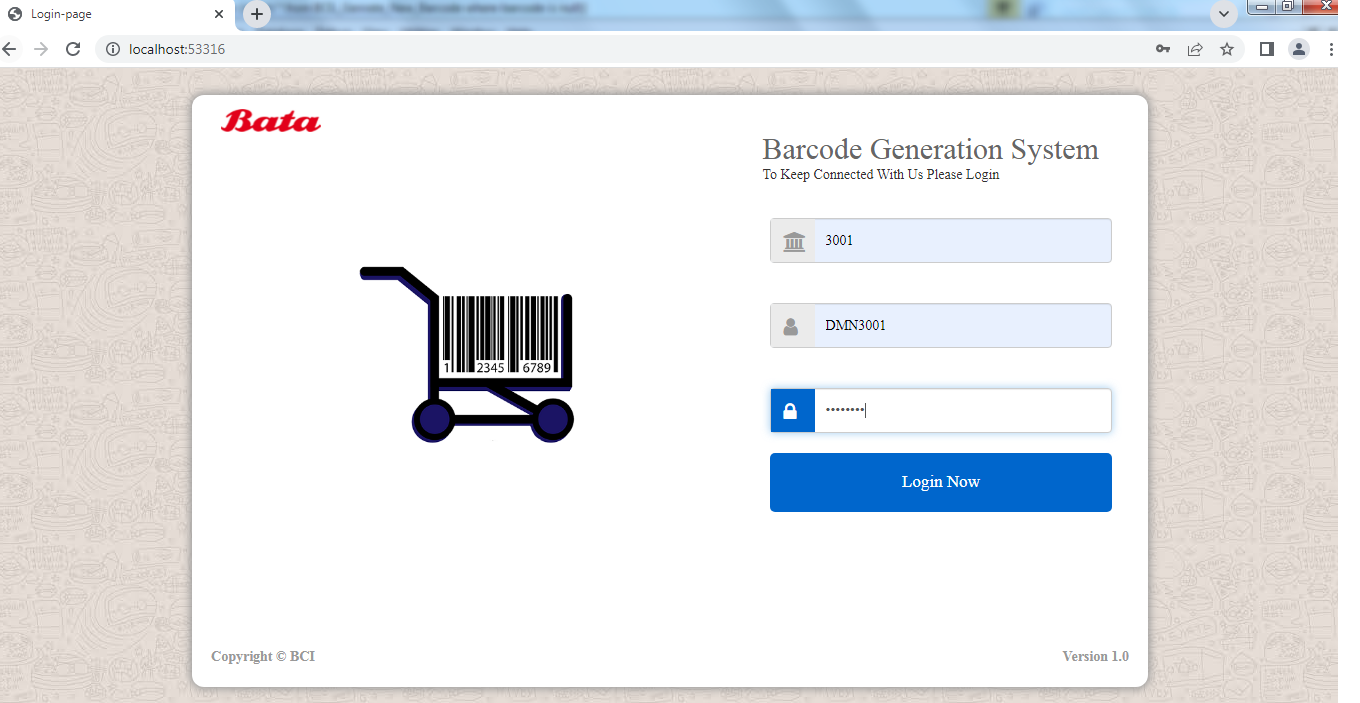 Login-page
localhost:53316
Bata
Barcode Generation System
To Keep Connected With Us Please Login
3001
DMN3001
1 2345 6789
Login Now
Copyright © BCI
Version 1.0